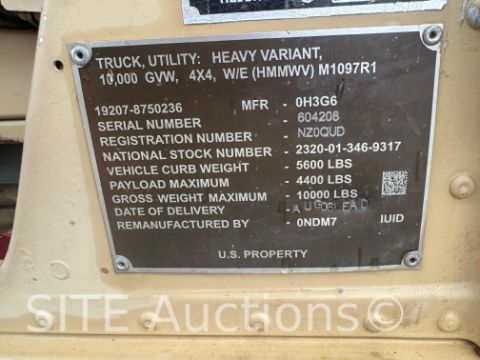 TRUCK, UTILITY: HEAVY VARIANT,
10,000 GVW, 4X4, W/E (HMMWV) M1097R1
19207-8750236 MFR - 0H3G6
SERIAL NUMBER - 604208
REGISTRATION NUMBER - NZ0QUD
NATIONAL STOCK NUMBER - 2320-01-346-9317
VEHICLE CURB WEIGHT - 5600 LBS
PAYLOAD MAXIMUM - 4400 LBS
GROSS WEIGHT MAXIMUM - 10000 LBS
DATE OF DELIVERY - AUG06LEAD
REMANUFACTURED BY - 0NDM7 IUID
U.S. PROPERTY
SITE Auctions.com